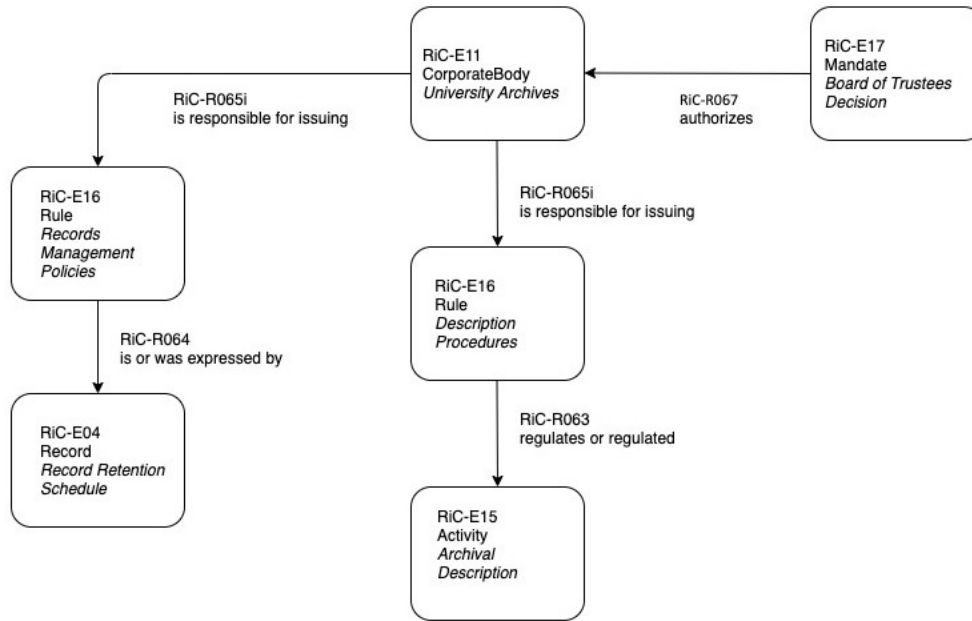 RiC-E11
CorporateBody
University Archives
RiC-E17
Mandate
Board of Trustees
Decision
RiC-R065i
is responsible for issuing
RiC-R067
authorizes
RiC-E16
Rule
Records
Management
Policies
RiC-R065i
is responsible for issuing
RiC-E16
Rule
Description
Procedures
RiC-R064
is or was expressed by
RiC-E04
Record
Record Retention
Schedule
RiC-R063
regulates or regulated
RiC-E15
Activity
Archival
Description